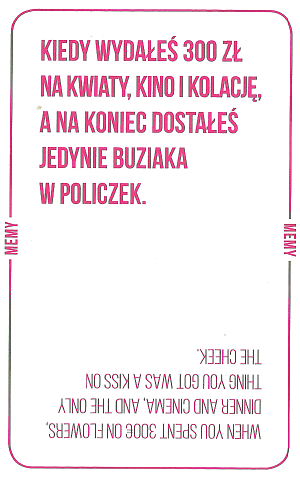 KIEDY WYDAŁEŚ 300 ZŁ
NA KWIATY, KINO I KOLACJĘ,
A NA KONIEC DOSTAŁEŚ
JEDYNIE BUZIAKA
W POLICZEK.
MEMY
MEMY
WHEN YOU SPENT 300€ ON FLOWERS,
DINNER AND CINEMA, AND THE ONLY
THING YOU GOT WAS A KISS ON
THE CHEEK.